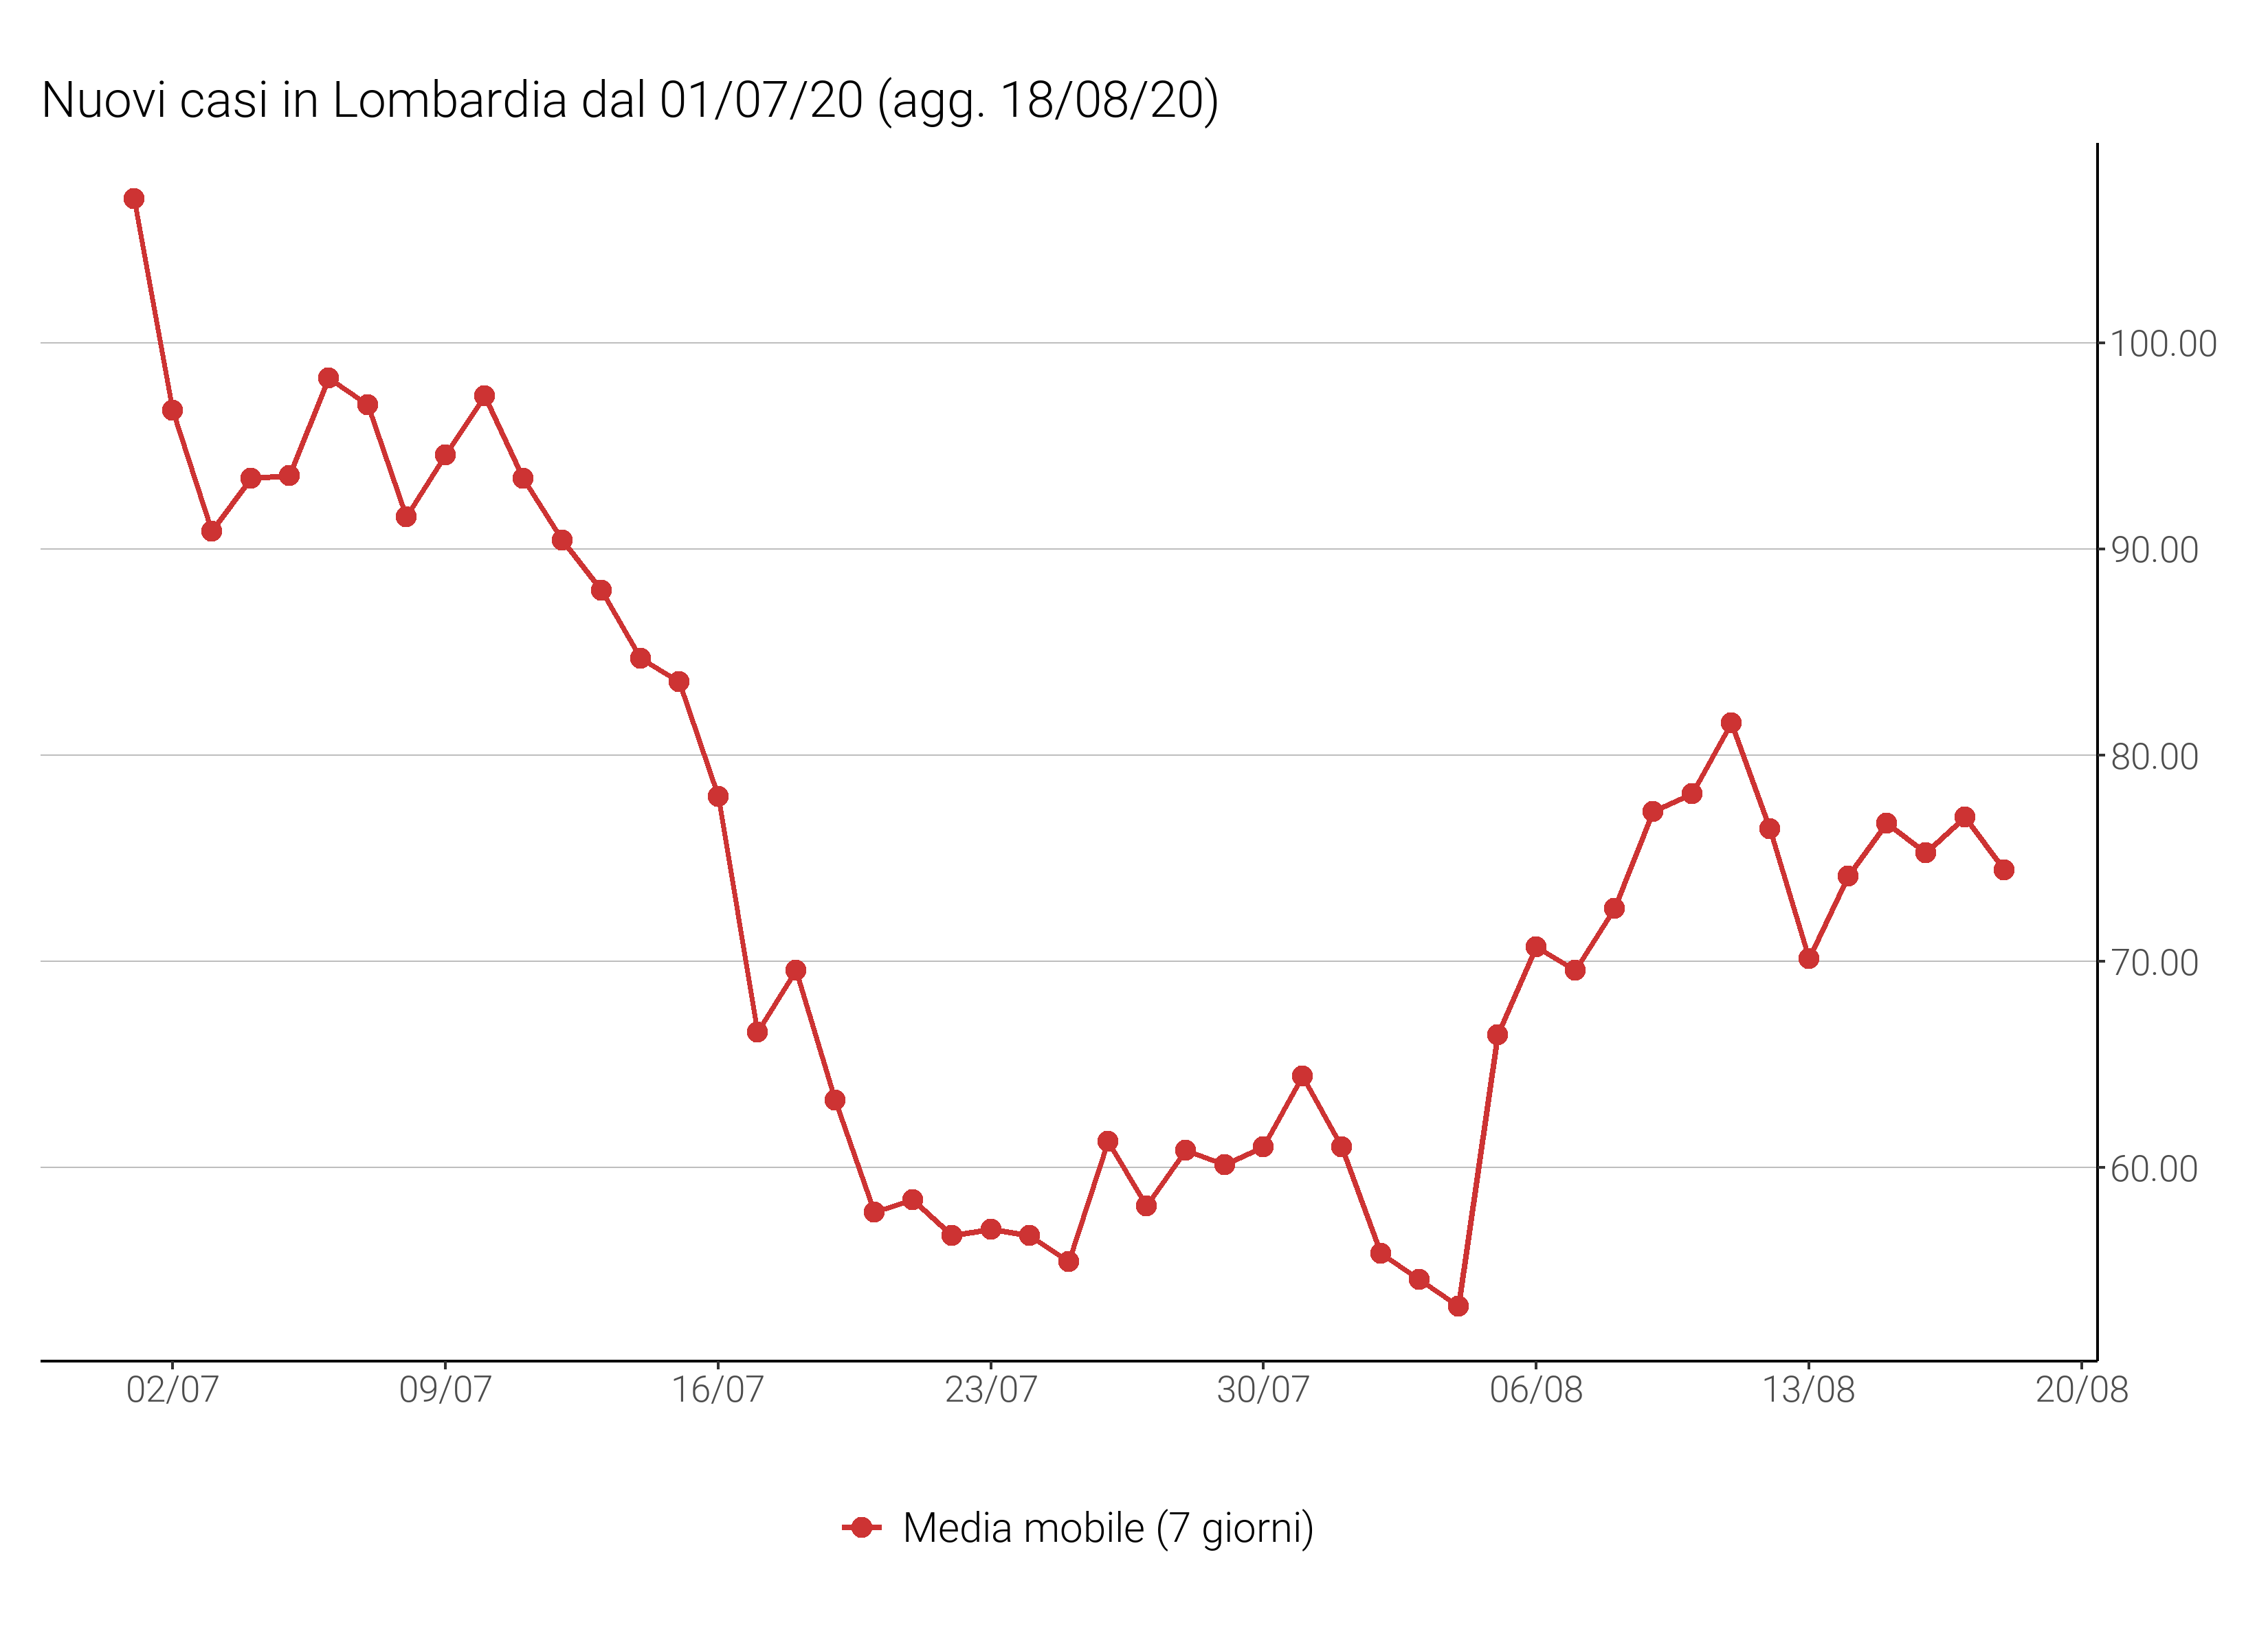 Nuovi casi in Lombardia dal 01/07/20 (agg. 18/08/20)
100.00
90.00
80.00
70.00
60.00
02/07 09/07 16/07 23/07 30/07 06/08 13/08 20/08
Media mobile (7 giorni)